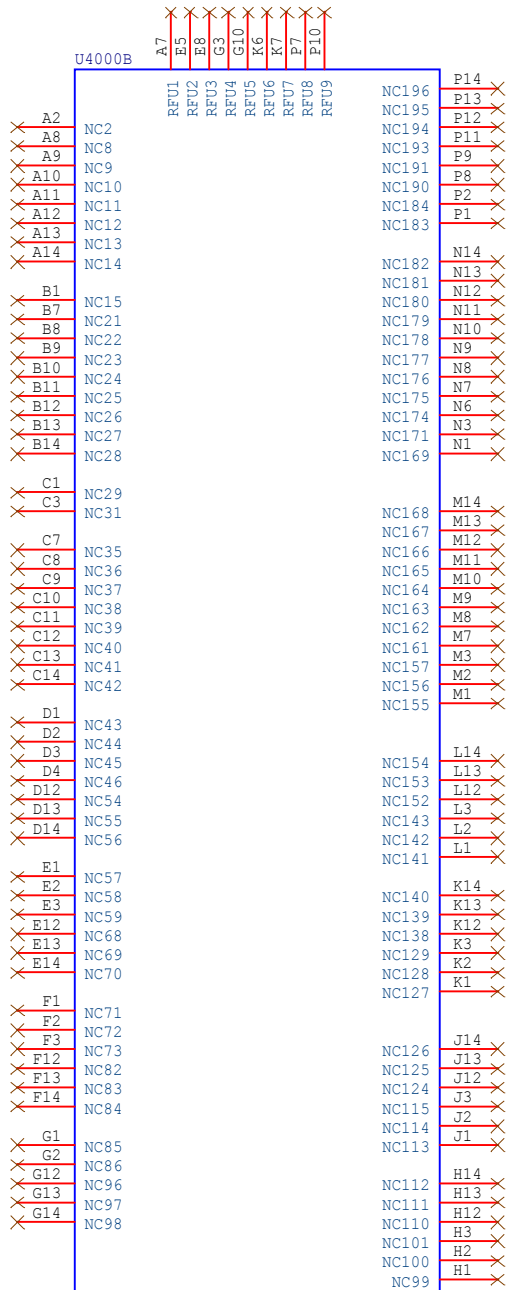 A7 E5 E8 G3 G10 K6 K7 P7 P10
U4000B
RFU1 RFU2 RFU3 RFU4 RFU5 RFU6 RFU7 RFU8 RFU9
A2 NC2
A8 NC8
A9 NC9
A10 NC10
A11 NC11
A12 NC12
A13 NC13
A14 NC14
B1 NC15
B7 NC21
B8 NC22
B9 NC23
B10 NC24
B11 NC25
B12 NC26
B13 NC27
B14 NC28
C1 NC29
C3 NC31
C7 NC35
C8 NC36
C9 NC37
C10 NC38
C11 NC39
C12 NC40
C13 NC41
C14 NC42
D1 NC43
D2 NC44
D3 NC45
D4 NC46
D12 NC54
D13 NC55
D14 NC56
E1 NC57
E2 NC58
E3 NC59
E12 NC68
E13 NC69
E14 NC70
F1 NC71
F2 NC72
F3 NC73
F12 NC82
F13 NC83
F14 NC84
G1 NC85
G2 NC86
G12 NC96
G13 NC97
G14 NC98
NC196 P14
NC195 P13
NC194 P12
NC193 P11
NC191 P9
NC190 P8
NC184 P2
NC183 P1
NC182 N14
NC181 N13
NC180 N12
NC179 N11
NC178 N10
NC177 N9
NC176 N8
NC175 N7
NC174 N6
NC171 N3
NC169 N1
NC168 M14
NC167 M13
NC166 M12
NC165 M11
NC164 M10
NC163 M9
NC162 M8
NC161 M7
NC157 M3
NC156 M2
NC155 M1
NC154 L14
NC153 L13
NC152 L12
NC143 L3
NC142 L2
NC141 L1
NC140 K14
NC139 K13
NC138 K12
NC129 K3
NC128 K2
NC127 K1
NC126 J14
NC125 J13
NC124 J12
NC115 J3
NC114 J2
NC113 J1
NC112 H14
NC111 H13
NC110 H12
NC101 H3
NC100 H2
NC99 H1